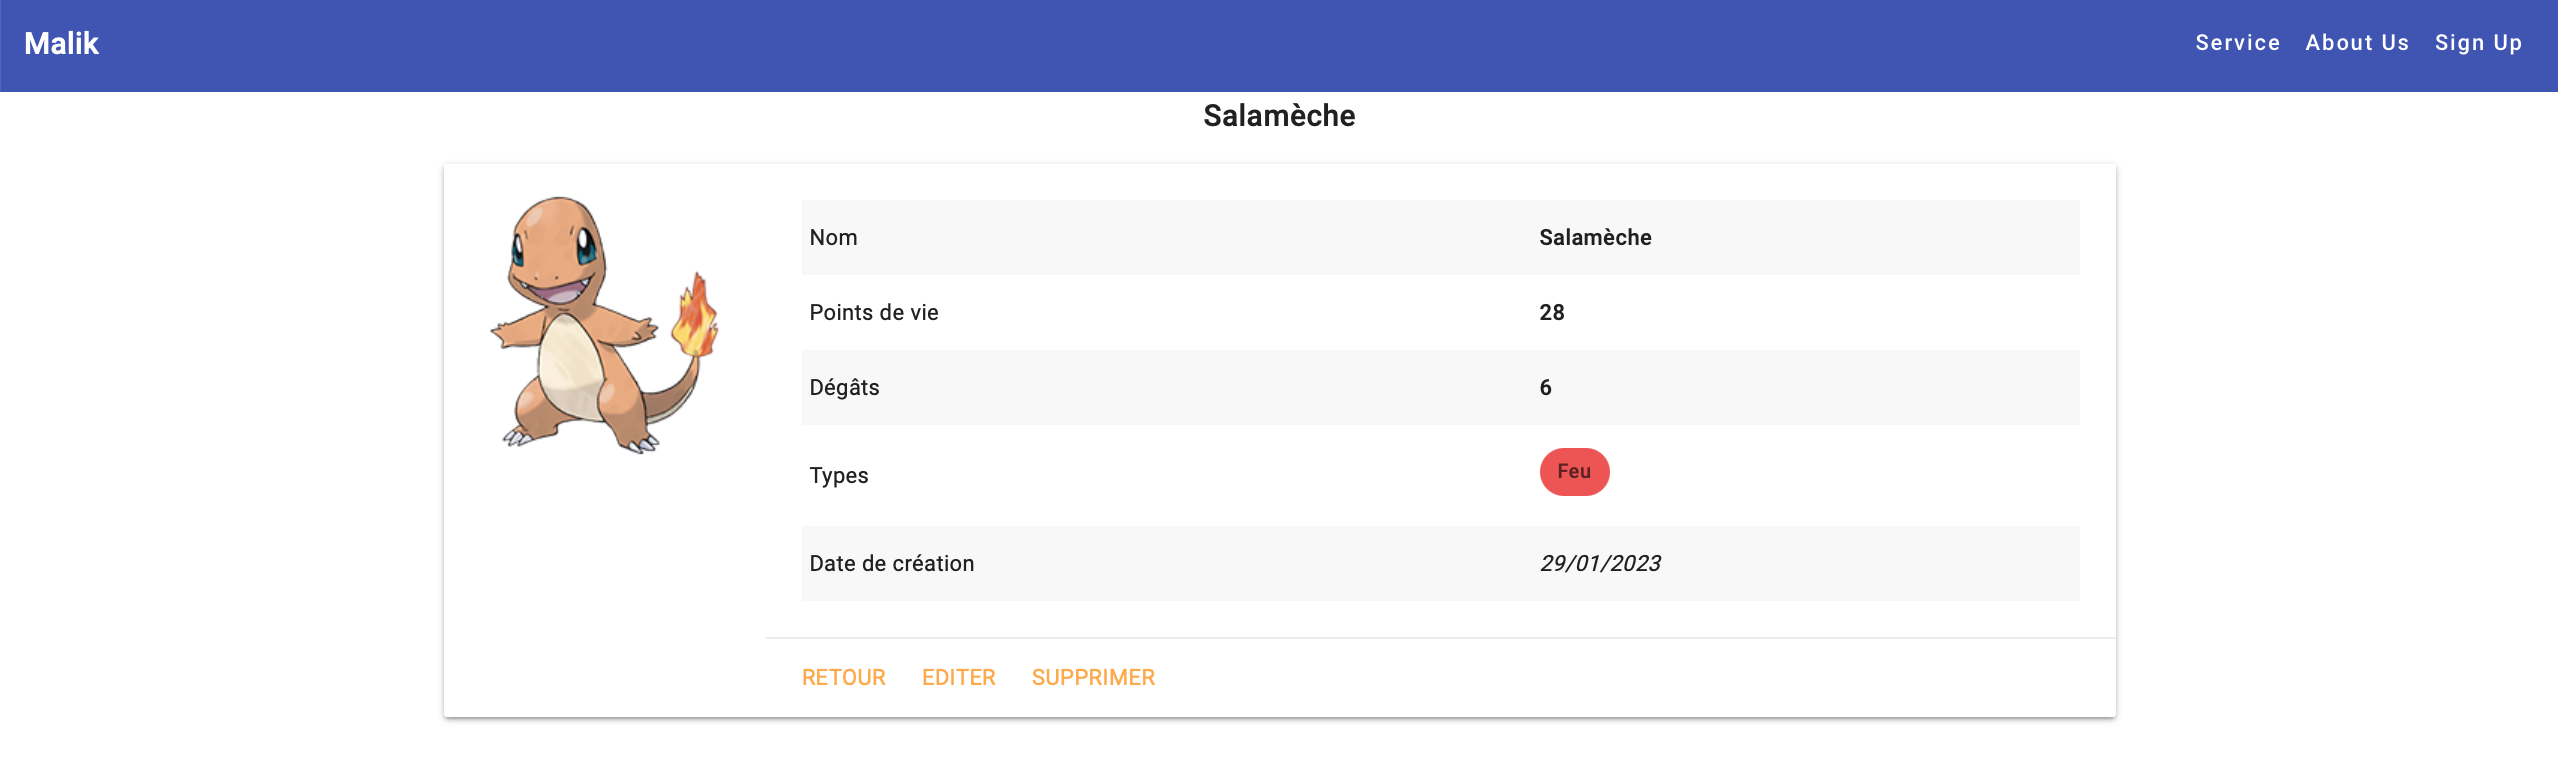 Malik
Service About Us Sign Up
Salamèche
Nom Salamèche
Points de vie 28
Dégâts 6
Types Feu
Date de création 29/01/2023
RETOUR EDITER SUPPRIMER